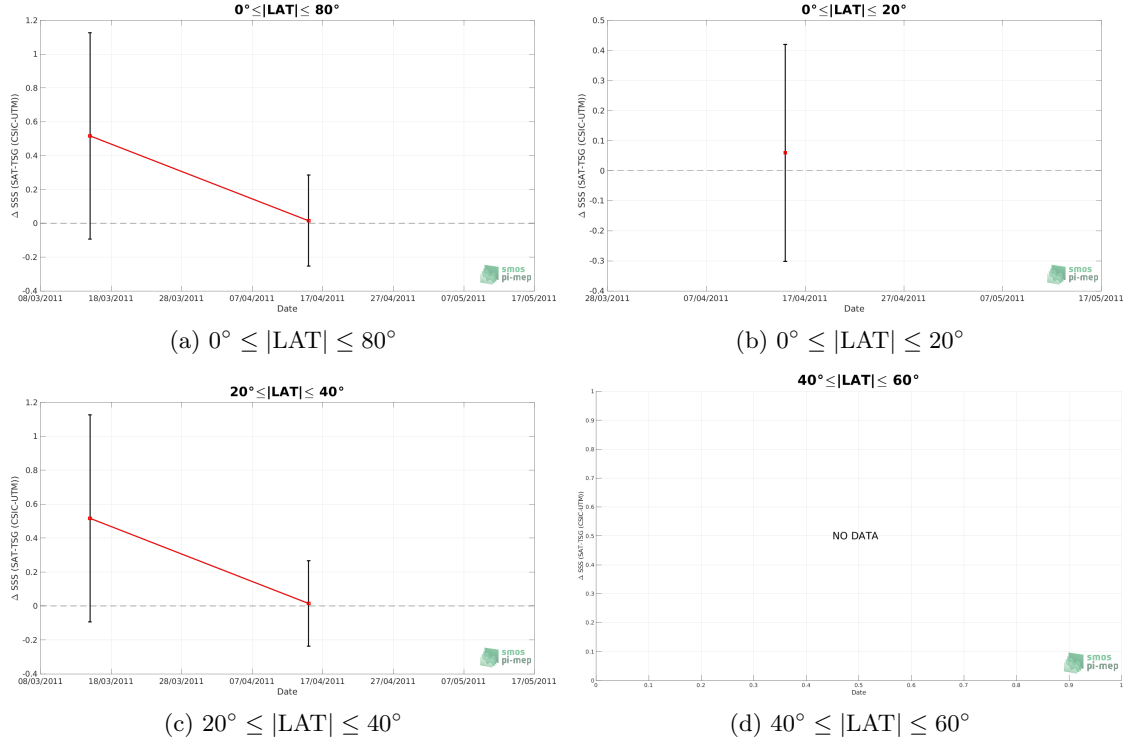 0°≤|LAT|≤ 80°
Δ SSS (SAT-TSG (CSIC-UTM))
1.2
1
0.8
0.6
0.4
0.2
0
-0.2
-0.4
08/03/2011 18/03/2011 28/03/2011 07/04/2011 17/04/2011 27/04/2011 07/05/2011 17/05/2011
Date
smos
pi-mep
(a) 0° ≤ |LAT| ≤ 80°
0°≤|LAT|≤ 20°
Δ SSS (SAT-TSG (CSIC-UTM))
0.5
0.4
0.3
0.2
0.1
0
-0.1
-0.2
-0.3
-0.4
28/03/2011 07/04/2011 17/04/2011 27/04/2011 07/05/2011 17/05/2011
Date
smos
pi-mep
(b) 0° ≤ |LAT| ≤ 20°
20°≤|LAT|≤ 40°
Δ SSS (SAT-TSG (CSIC-UTM))
1.2
1
0.8
0.6
0.4
0.2
0
-0.2
-0.4
08/03/2011 18/03/2011 28/03/2011 07/04/2011 17/04/2011 27/04/2011 07/05/2011 17/05/2011
Date
smos
pi-mep
(c) 20° ≤ |LAT| ≤ 40°
40°≤|LAT|≤ 60°
Δ SSS (SAT-TSG (CSIC-UTM))
1
0.9
0.8
0.7
0.6
0.5
0.4
0.3
0.2
0.1
0
NO DATA
0 0.1 0.2 0.3 0.4 0.5 0.6 0.7 0.8 0.9 1
Date
smos
pi-mep
(d) 40° ≤ |LAT| ≤ 60°